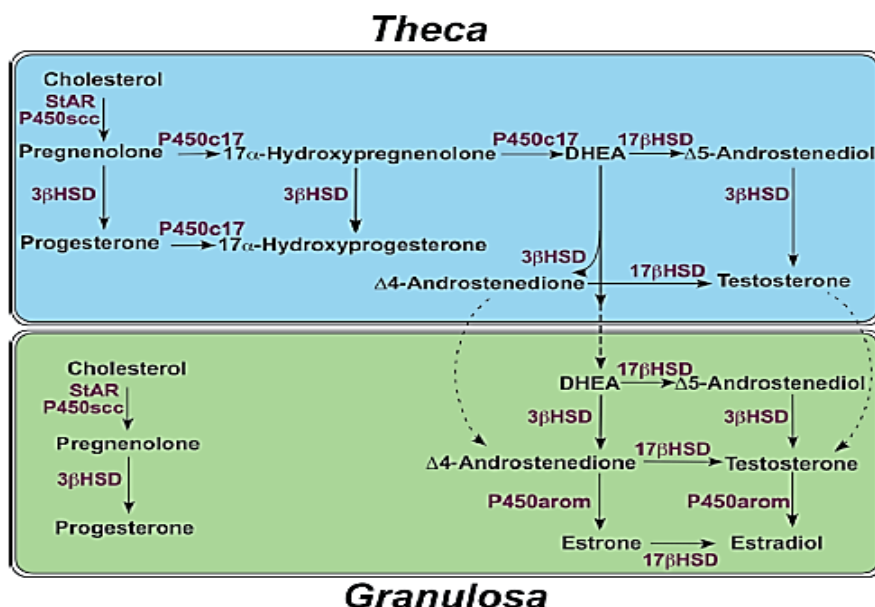 Theca
Cholesterol
StAR
P450scc
P450c17
P450c17 17βHSD
Pregnenolone 17α-Hydroxypregnenolone DHEA Δ5-Androstenediol
3βHSD 3βHSD 3βHSD
P450c17
Progesterone 17α-Hydroxyprogesterone
3βHSD
17βHSD
Δ4-Androstenedione Testosterone
Cholesterol
StAR
P450scc
17βHSD
DHEA Δ5-Androstenediol
3βHSD 3βHSD
Pregnenolone
17βHSD
Δ4-Androstenedione Testosterone
3βHSD
P450arom P450arom
Progesterone
Estrone Estradiol
17βHSD
Granulosa